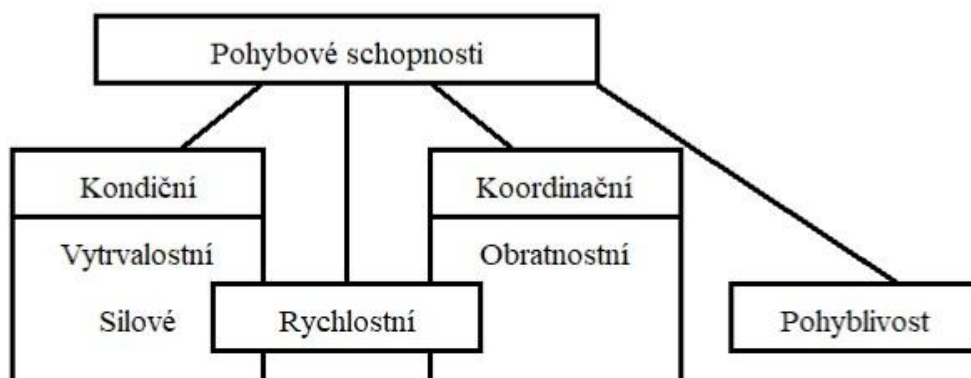 Pohybové schopnosti
Kondiční
Koordinační
Vytrvalostní
Obratnostní
Silové
Rychlostní
Pohyblivost